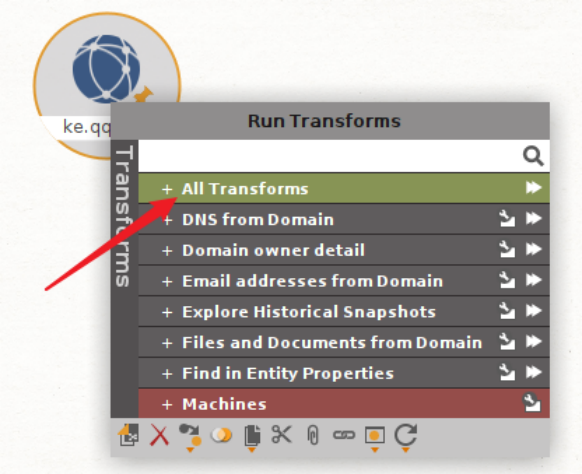 ke.qq
Run Transforms
Transforms
+ All Transforms
+ DNS from Domain
+ Domain owner detail
+ Email addresses from Domain
+ Explore Historical Snapshots
+ Files and Documents from Domain
+ Find in Entity Properties
+ Machines